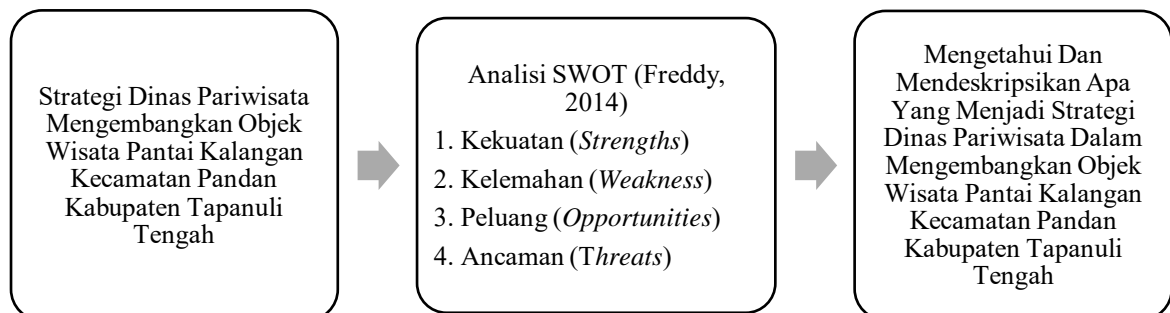 Strategi Dinas Pariwisata
Mengembangkan Objek
Wisata Pantai Kalangan
Kecamatan Pandan
Kabupaten Tapanuli
Tengah
Analisi SWOT (Freddy,
2014)
1. Kekuatan (Strengths)
2. Kelemahan (Weakness)
3. Peluang (Opportunities)
4. Ancaman (Threats)
Mengetahui Dan
Mendeskripsikan Apa
Yang Menjadi Strategi
Dinas Pariwisata Dalam
Mengembangkan Objek
Wisata Pantai Kalangan
Kecamatan Pandan
Kabupaten Tapanuli
Tengah